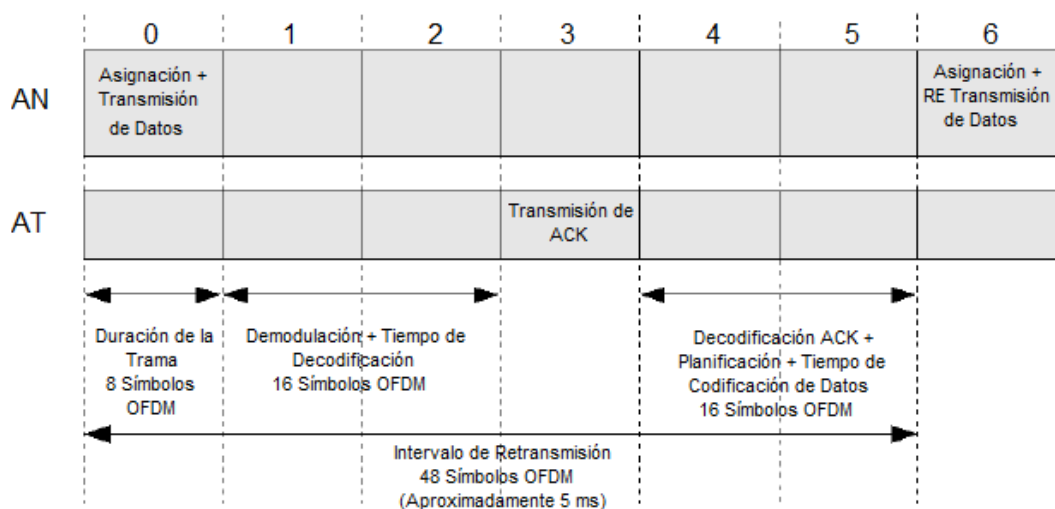 0 1 2 3 4 5 6
AN
Asignación +
Transmisión
de Datos
Asignación +
RE Transmisión
de Datos
AT
Transmisión de
ACK
Duración de la
Trama
8 Símbolos
OFDM
Demodulación + Tiempo de
Decodificación
16 Símbolos OFDM
Decodificación ACK +
Planificación + Tiempo de
Codificación de Datos
16 Símbolos OFDM
Intervalo de Retransmisión
48 Símbolos OFDM
(Aproximadamente 5 ms)